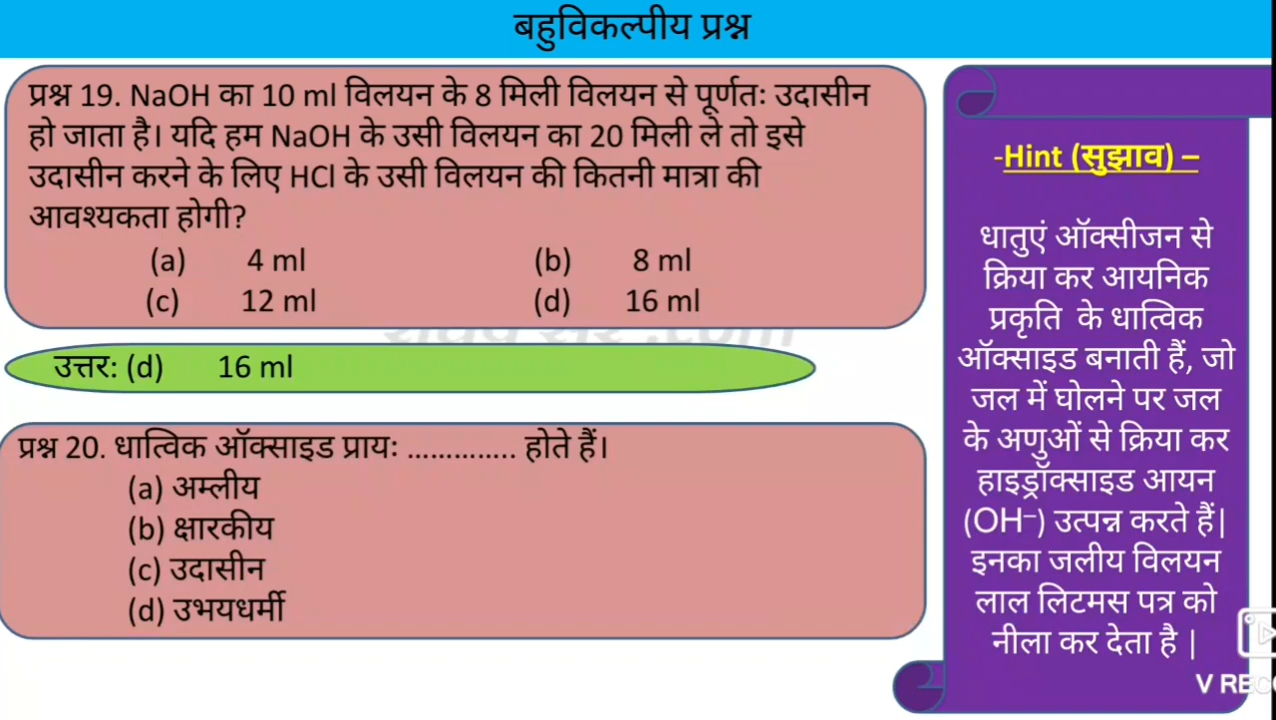 बहुविकल्पीय प्रश्न
प्रश्न 19. NaOH का 10 ml विलयन के 8 मिली विलयन से पूर्णतः उदासीन
हो जाता है। यदि हम NaOH के उसी विलयन का 20 मिली ले तो इसे
उदासीन करने के लिए HCl के उसी विलयन की कितनी मात्रा की
आवश्यकता होगी?
(a) 4 ml (b) 8 ml
(c) 12 ml (d) 16 ml
उत्तर: (d) 16 ml
प्रश्न 20. धात्विक ऑक्साइड प्रायः .............. होते हैं।
(a) अम्लीय
(b) क्षारकीय
(c) उदासीन
(d) उभयधर्मी
-Hint (सुझाव) –
धातुएं ऑक्सीजन से
क्रिया कर आयनिक
प्रकृति के धात्विक
ऑक्साइड बनाती हैं, जो
जल में घोलने पर जल
के अणुओं से क्रिया कर
हाइड्रॉक्साइड आयन
(OH⁻) उत्पन्न करते हैं|
इनका जलीय विलयन
लाल लिटमस पत्र को
नीला कर देता है |